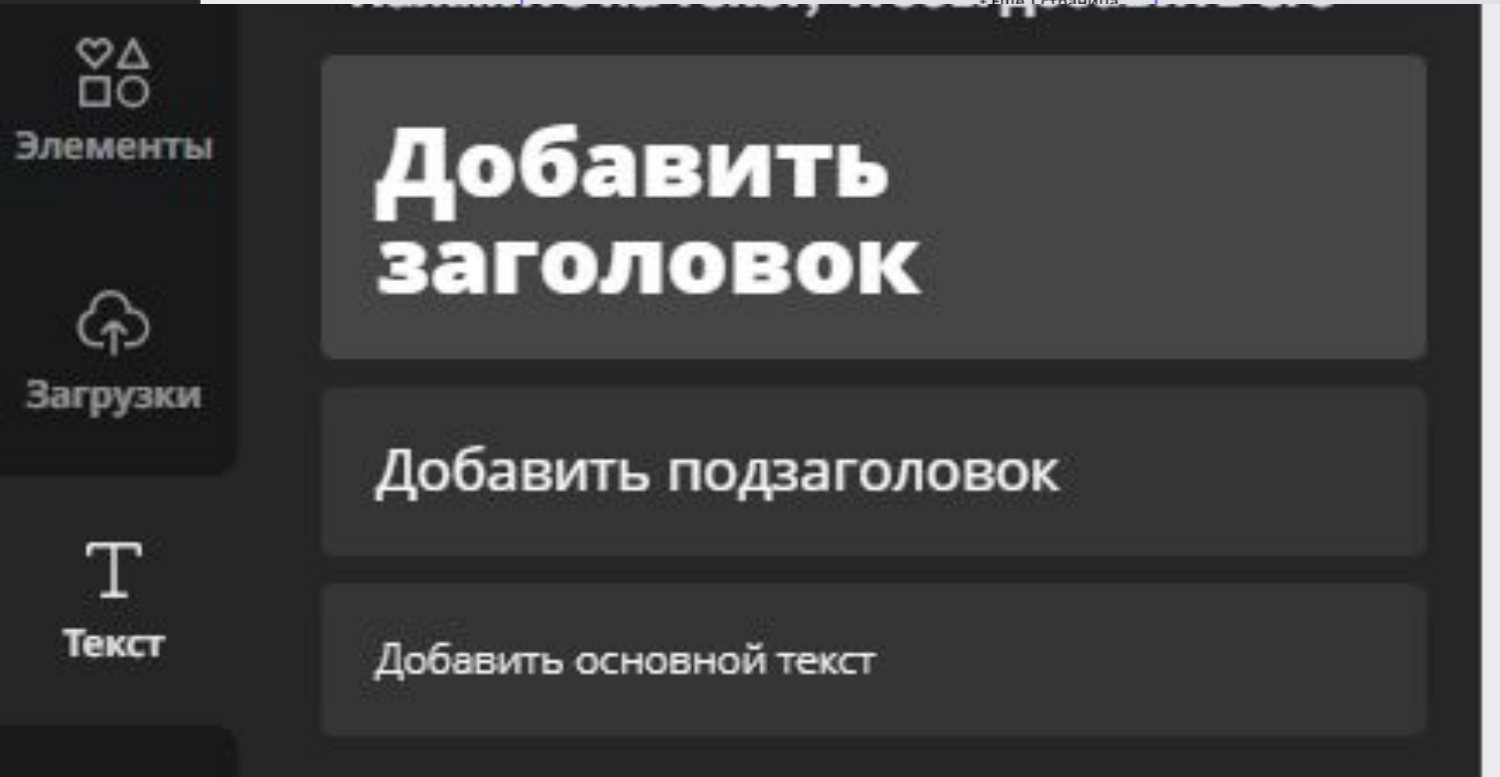 Элементы
Загрузки
Текст
Добавить
заголовок
Добавить подзаголовок
Добавить основной текст